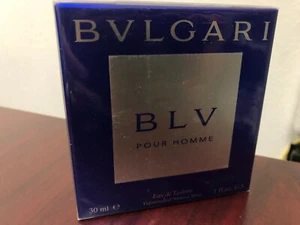 BVLGARI
BLV
POUR HOMME
Eau de Toilette
30 ml e 1 fl. oz.